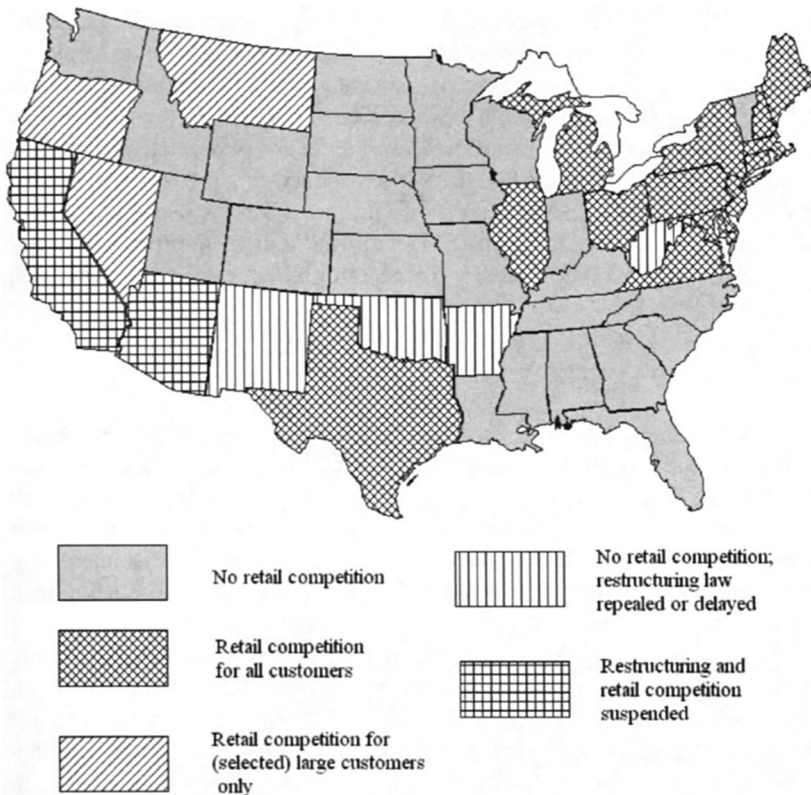 No retail competition
Retail competition
for all customers
Retail competition for
(selected) large customers
only
No retail competition;
restructuring law
repealed or delayed
Restructuring and
retail competition
suspended